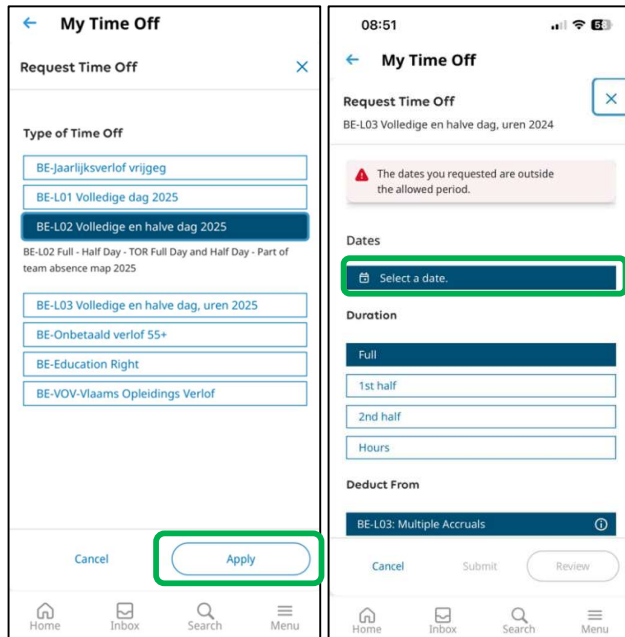 My Time Off
Request Time Off
Type of Time Off
BE-Jaarlijksverlof vrijgeg
BE-L01 Volledige dag 2025
BE-L02 Volledige en halve dag 2025
BE-L02 Full - Half Day - TOR Full Day and Half Day - Part of
team absence map 2025
BE-L03 Volledige en halve dag, uren 2025
BE-Onbetaald verlof 55+
BE-Education Right
BE-VOV-Vlaams Opleidings Verlof
Cancel
Apply
Home
Inbox
Search
Menu
08:51
My Time Off
Request Time Off
BE-L03 Volledige en halve dag, uren 2024
The dates you requested are outside
the allowed period.
Dates
Select a date.
Duration
Full
1st half
2nd half
Hours
Deduct From
BE-L03: Multiple Accruals
Cancel
Submit
Review
Home
Inbox
Search
Menu